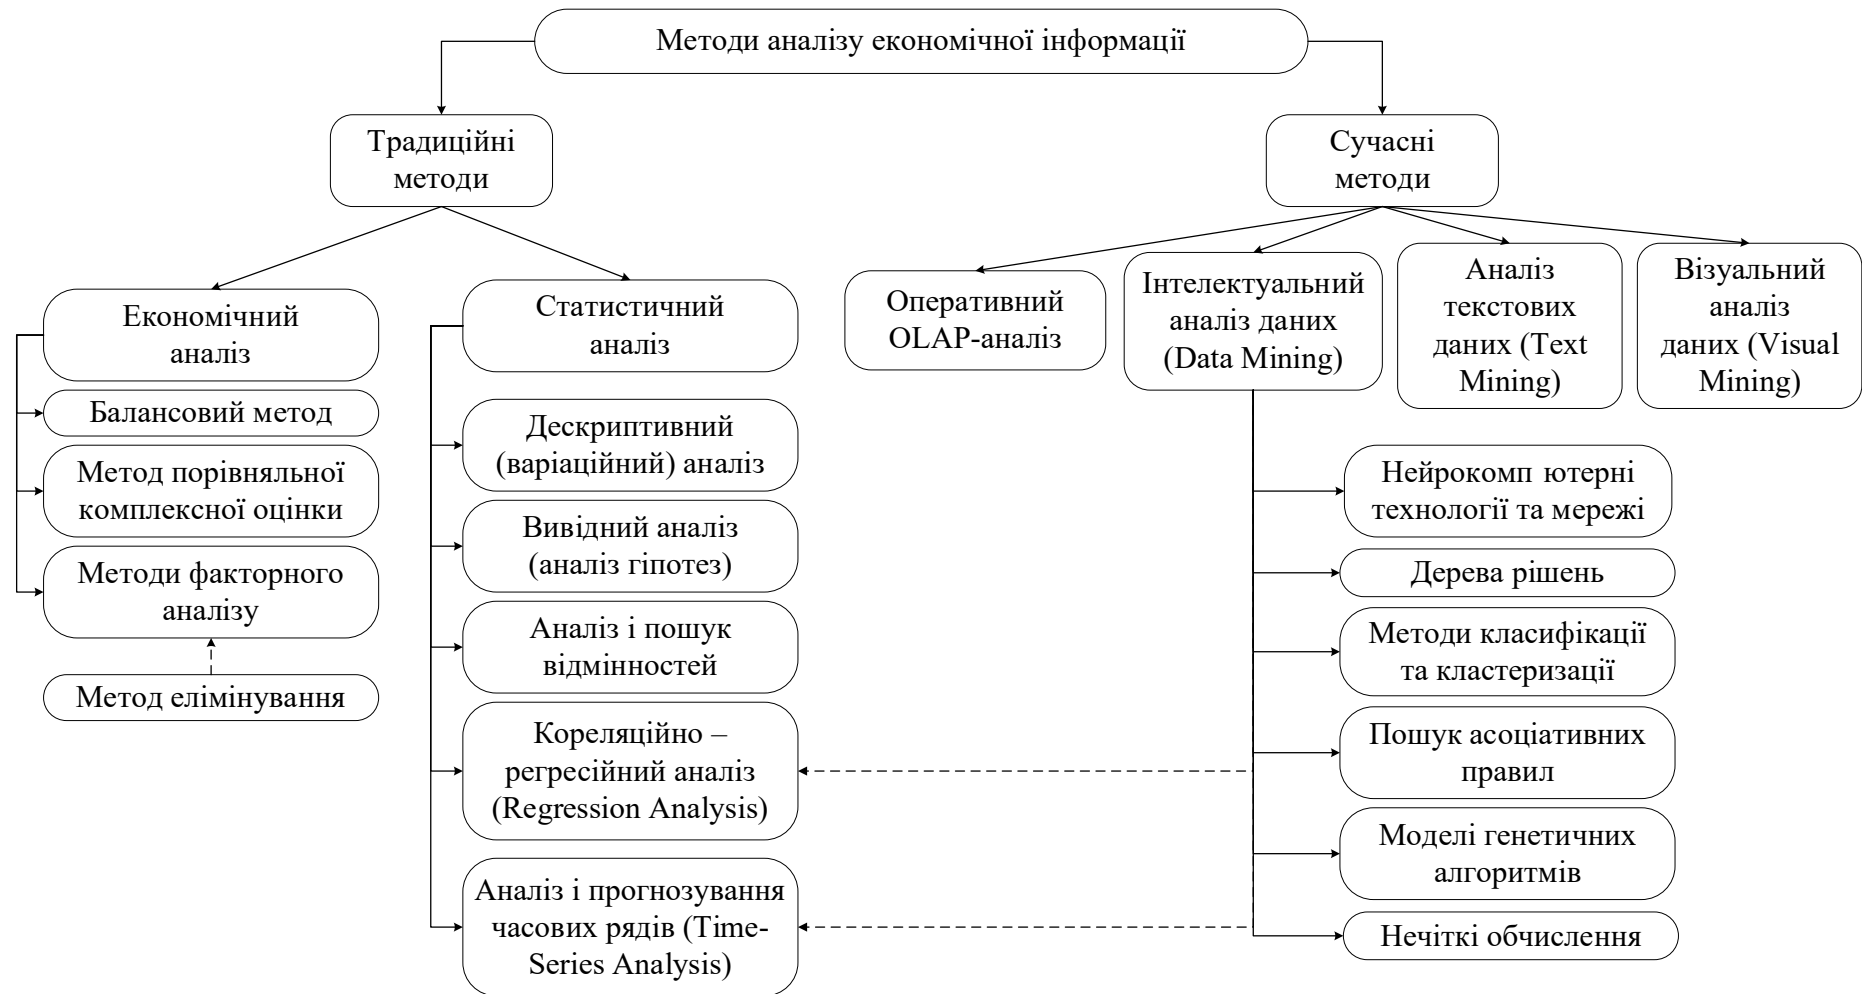 Методи аналізу економічної інформації
Традиційні
методи
Сучасні
методи
Економічний
аналіз
Балансовий метод
Метод порівняльної
комплексної оцінки
Методи факторного
аналізу
Метод елімінування
Статистичний
аналіз
Дескриптивний
(варіаційний) аналіз
Вивідний аналіз
(аналіз гіпотез)
Аналіз і пошук
відмінностей
Кореляційно –
регресійний аналіз
(Regression Analysis)
Аналіз і прогнозування
часових рядів (Time-
Series Analysis)
Оперативний
OLAP-аналіз
Інтелектуальний
аналіз даних
(Data Mining)
Аналіз
текстових
даних (Text
Mining)
Візуальний
аналіз
даних (Visual
Mining)
Нейрокомп ютерні
технології та мережі
Дерева рішень
Методи класифікації
та кластеризації
Пошук асоціативних
правил
Моделі генетичних
алгоритмів
Нечіткі обчислення